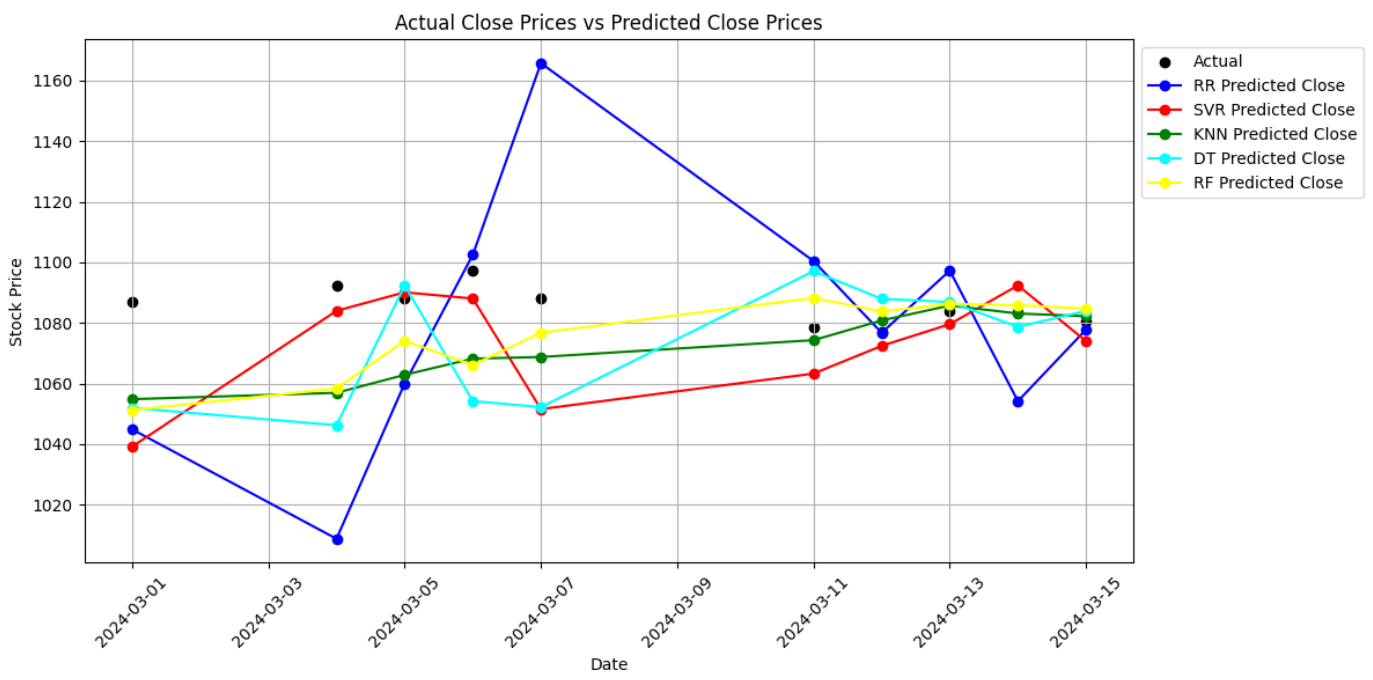 Actual Close Prices vs Predicted Close Prices
Stock Price
1160
1140
1120
1100
1080
1060
1040
1020
2024-03-01
2024-03-03
2024-03-05
2024-03-07
2024-03-09
2024-03-11
2024-03-13
2024-03-15
Date
Actual
RR Predicted Close
SVR Predicted Close
KNN Predicted Close
DT Predicted Close
RF Predicted Close